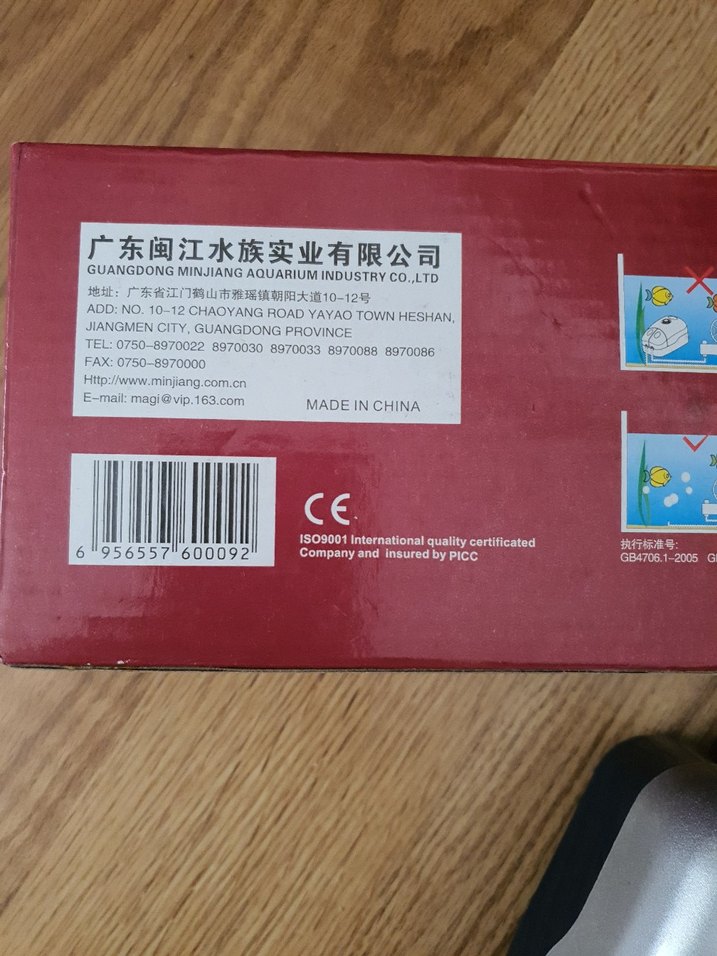 广东闽江水族实业有限公司
GUANGDONG MINJIANG AQUARIUM INDUSTRY CO.,LTD
地址: 广东省江门鹤山市雅瑶镇朝阳大道10-12号
ADD: NO. 10-12 CHAOYANG ROAD YAYAO TOWN HESHAN,
JIANGMEN CITY, GUANGDONG PROVINCE
TEL: 0750-8970022 8970030 8970033 8970088 8970086
FAX: 0750-8970000
Http://www.minjiang.com.cn
E-mail: magi@vip.163.com
MADE IN CHINA
6 956557 600092
CE
ISO9001 International quality certificated
Company and insured by PICC
执行标准号:
GB4706.1-2005